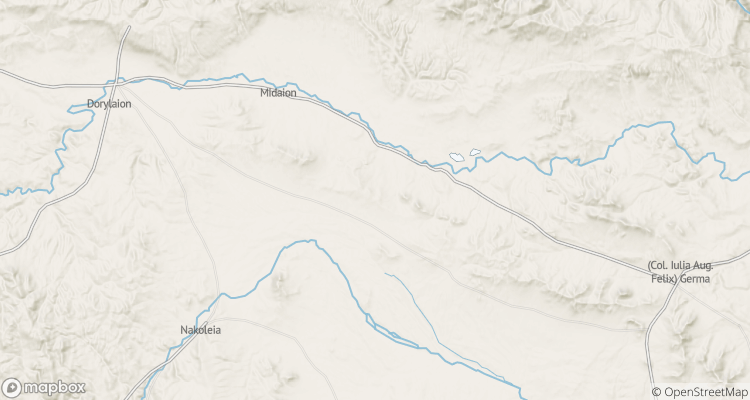 Midaion
Dorylaion
(Col. Iulia Aug.
Felix) Germa
Nakoleia
mapbox
© OpenStreetMap